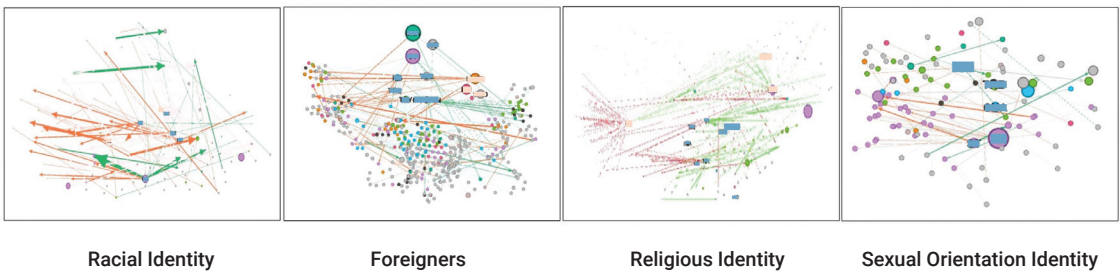 Racial Identity
Foreigners
Religious Identity
Sexual Orientation Identity